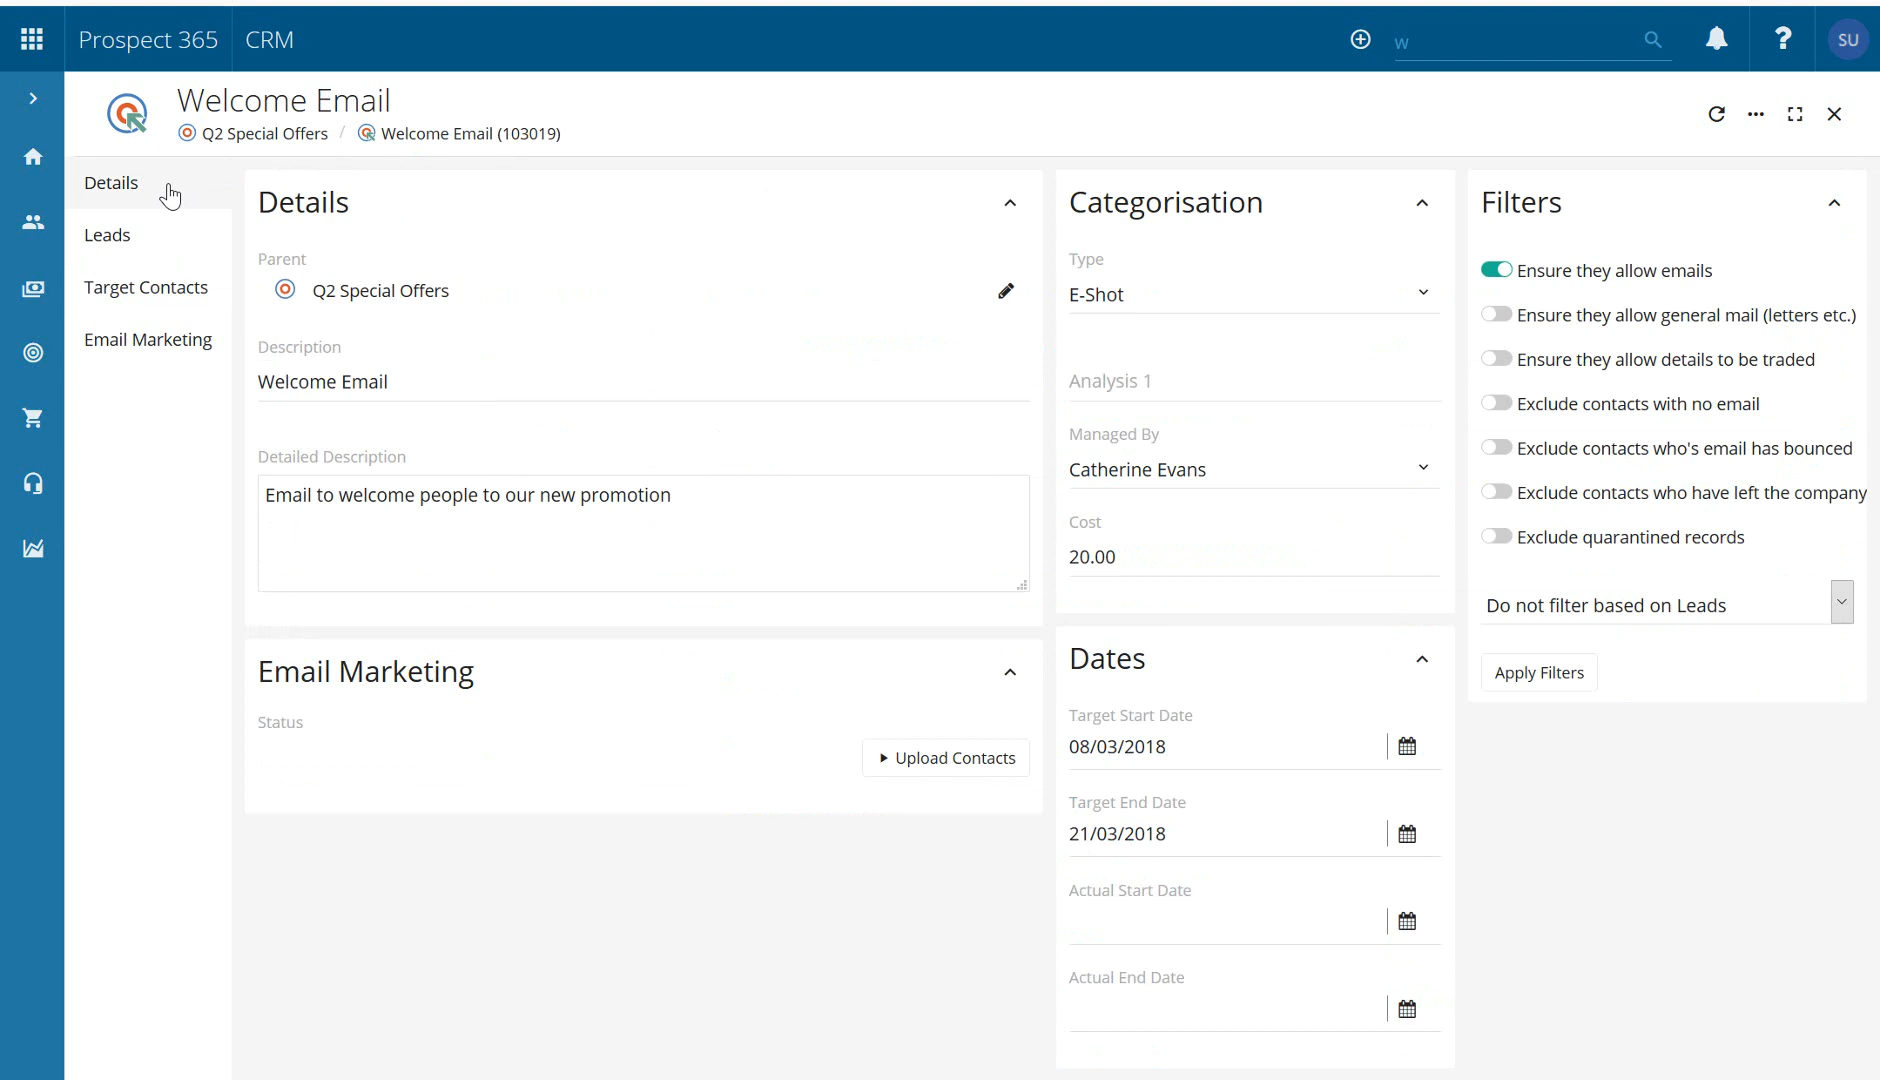 Prospect 365
CRM
w
?
SU
Welcome Email
Q2 Special Offers / Welcome Email (103019)
Details
Leads
Target Contacts
Email Marketing
Details
Parent
Q2 Special Offers
Description
Welcome Email
Detailed Description
Email to welcome people to our new promotion
Email Marketing
Status
Upload Contacts
Categorisation
Type
E-Shot
Analysis 1
Managed By
Catherine Evans
Cost
20.00
Dates
Target Start Date
08/03/2018
Target End Date
21/03/2018
Actual Start Date
Actual End Date
Filters
Ensure they allow emails
Ensure they allow general mail (letters etc.)
Ensure they allow details to be traded
Exclude contacts with no email
Exclude contacts who's email has bounced
Exclude contacts who have left the company
Exclude quarantined records
Do not filter based on Leads
Apply Filters